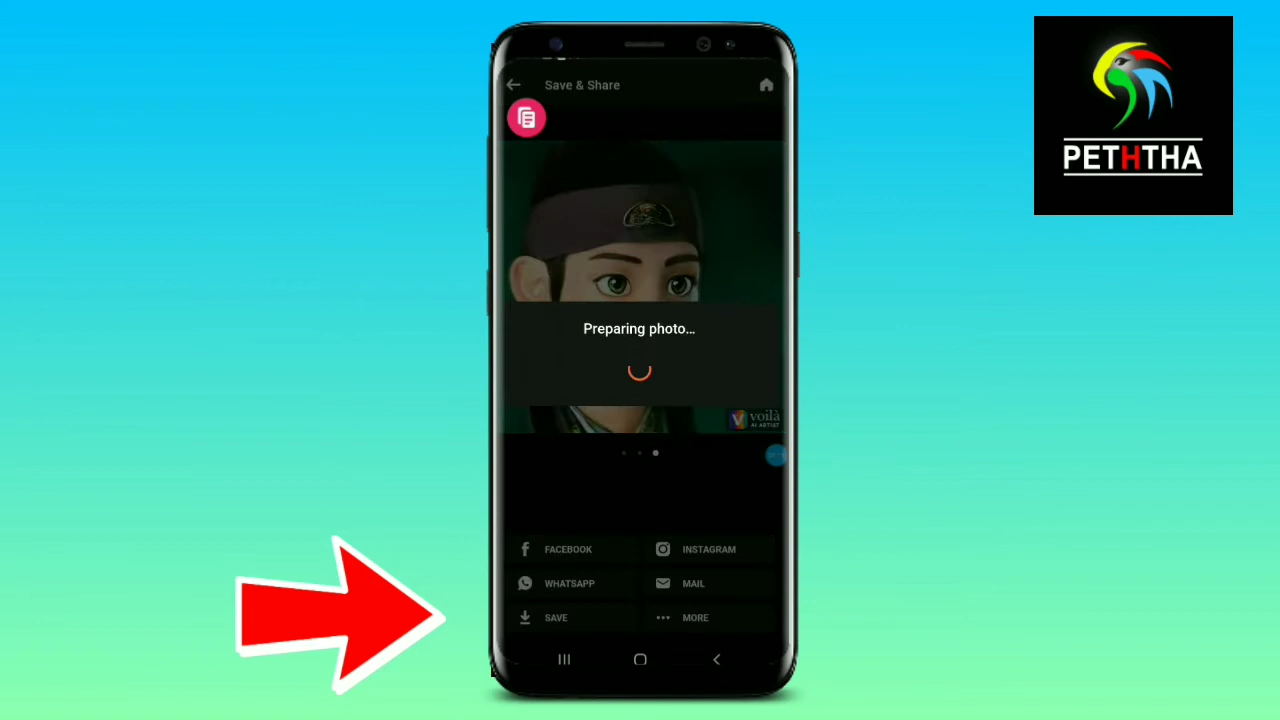 Save & Share
PETHTHA
Preparing photo...
voilà
AI ARTIST
FACEBOOK
INSTAGRAM
WHATSAPP
MAIL
SAVE
MORE